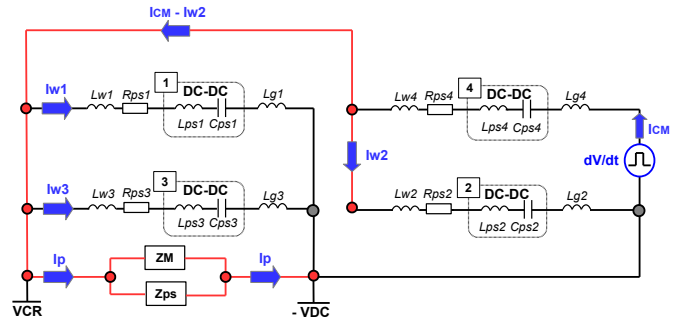 ICM - Iw2
Iw1
Lw1
Rps1
1
DC-DC
Lps1
Cps1
Lg1
Lw4
Rps4
4
DC-DC
Lps4
Cps4
Lg4
ICM
dV/dt
Iw2
Iw3
Lw3
Rps3
3
DC-DC
Lps3
Cps3
Lg3
Lw2
Rps2
2
DC-DC
Lps2
Cps2
Lg2
Ip
ZM
Zps
Ip
VCR
- VDC